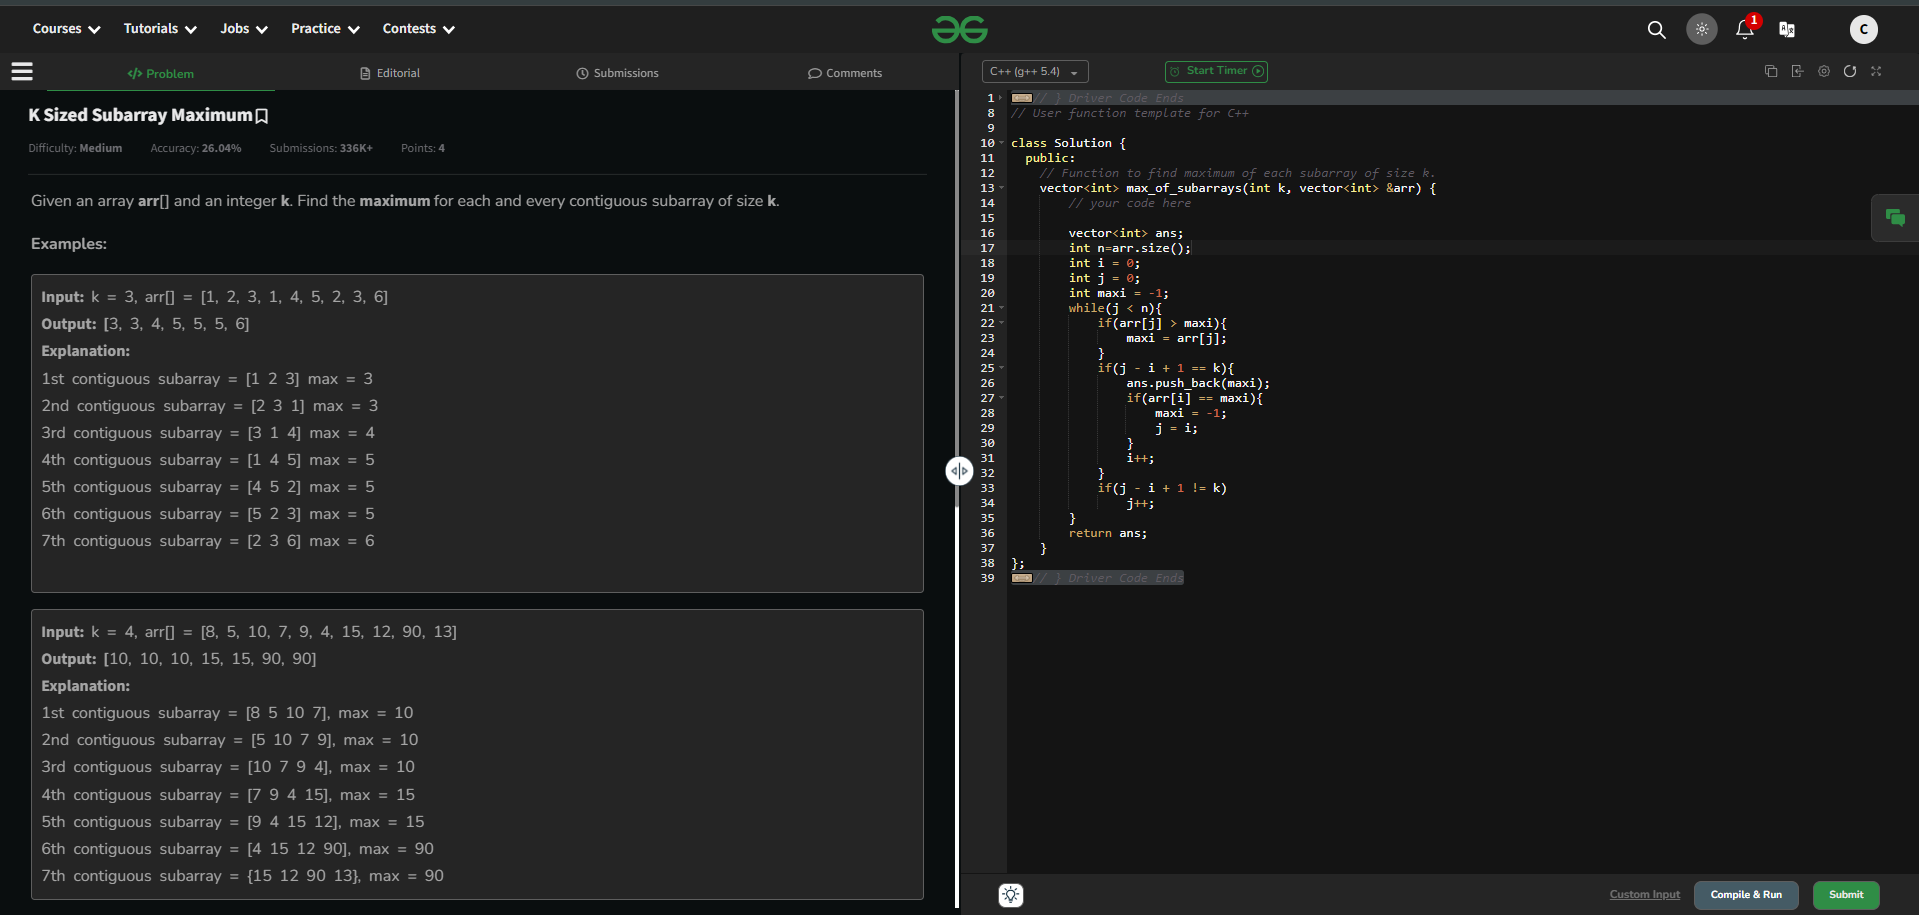 Courses Tutorials Jobs Practice Contests
1
C
Problem Editorial Submissions Comments
K Sized Subarray Maximum
Difficulty: Medium Accuracy: 26.04% Submissions: 336K+ Points: 4
Given an array arr[] and an integer k. Find the maximum for each and every contiguous subarray of size k.
Examples:
Input: k = 3, arr[] = [1, 2, 3, 1, 4, 5, 2, 3, 6]
Output: [3, 3, 4, 5, 5, 5, 6]
Explanation:
1st contiguous subarray = [1 2 3] max = 3
2nd contiguous subarray = [2 3 1] max = 3
3rd contiguous subarray = [3 1 4] max = 4
4th contiguous subarray = [1 4 5] max = 5
5th contiguous subarray = [4 5 2] max = 5
6th contiguous subarray = [5 2 3] max = 5
7th contiguous subarray = [2 3 6] max = 6
Input: k = 4, arr[] = [8, 5, 10, 7, 9, 4, 15, 12, 90, 13]
Output: [10, 10, 10, 15, 15, 90, 90]
Explanation:
1st contiguous subarray = [8 5 10 7], max = 10
2nd contiguous subarray = [5 10 7 9], max = 10
3rd contiguous subarray = [10 7 9 4], max = 10
4th contiguous subarray = [7 9 4 15], max = 15
5th contiguous subarray = [9 4 15 12], max = 15
6th contiguous subarray = [4 15 12 90], max = 90
7th contiguous subarray = {15 12 90 13}, max = 90
C++ (g++ 5.4) Start Timer
1 // } Driver Code Ends
8 // User function template for C++
9
10 class Solution {
11 public:
12 // Function to find maximum of each subarray of size k.
13 vector<int> max_of_subarrays(int k, vector<int> &arr) {
14 // your code here
15
16 vector<int> ans;
17 int n=arr.size();
18 int i = 0;
19 int j = 0;
20 int maxi = -1;
21 while(j < n){
22 if(arr[j] > maxi){
23 maxi = arr[j];
24 }
25 if(j - i + 1 == k){
26 ans.push_back(maxi);
27 if(arr[i] == maxi){
28 maxi = -1;
29 j = i;
30 }
31 i++;
32 }
33 if(j - i + 1 != k)
34 j++;
35 }
36 return ans;
37 }
38 };
39 // } Driver Code Ends
Custom Input Compile & Run Submit